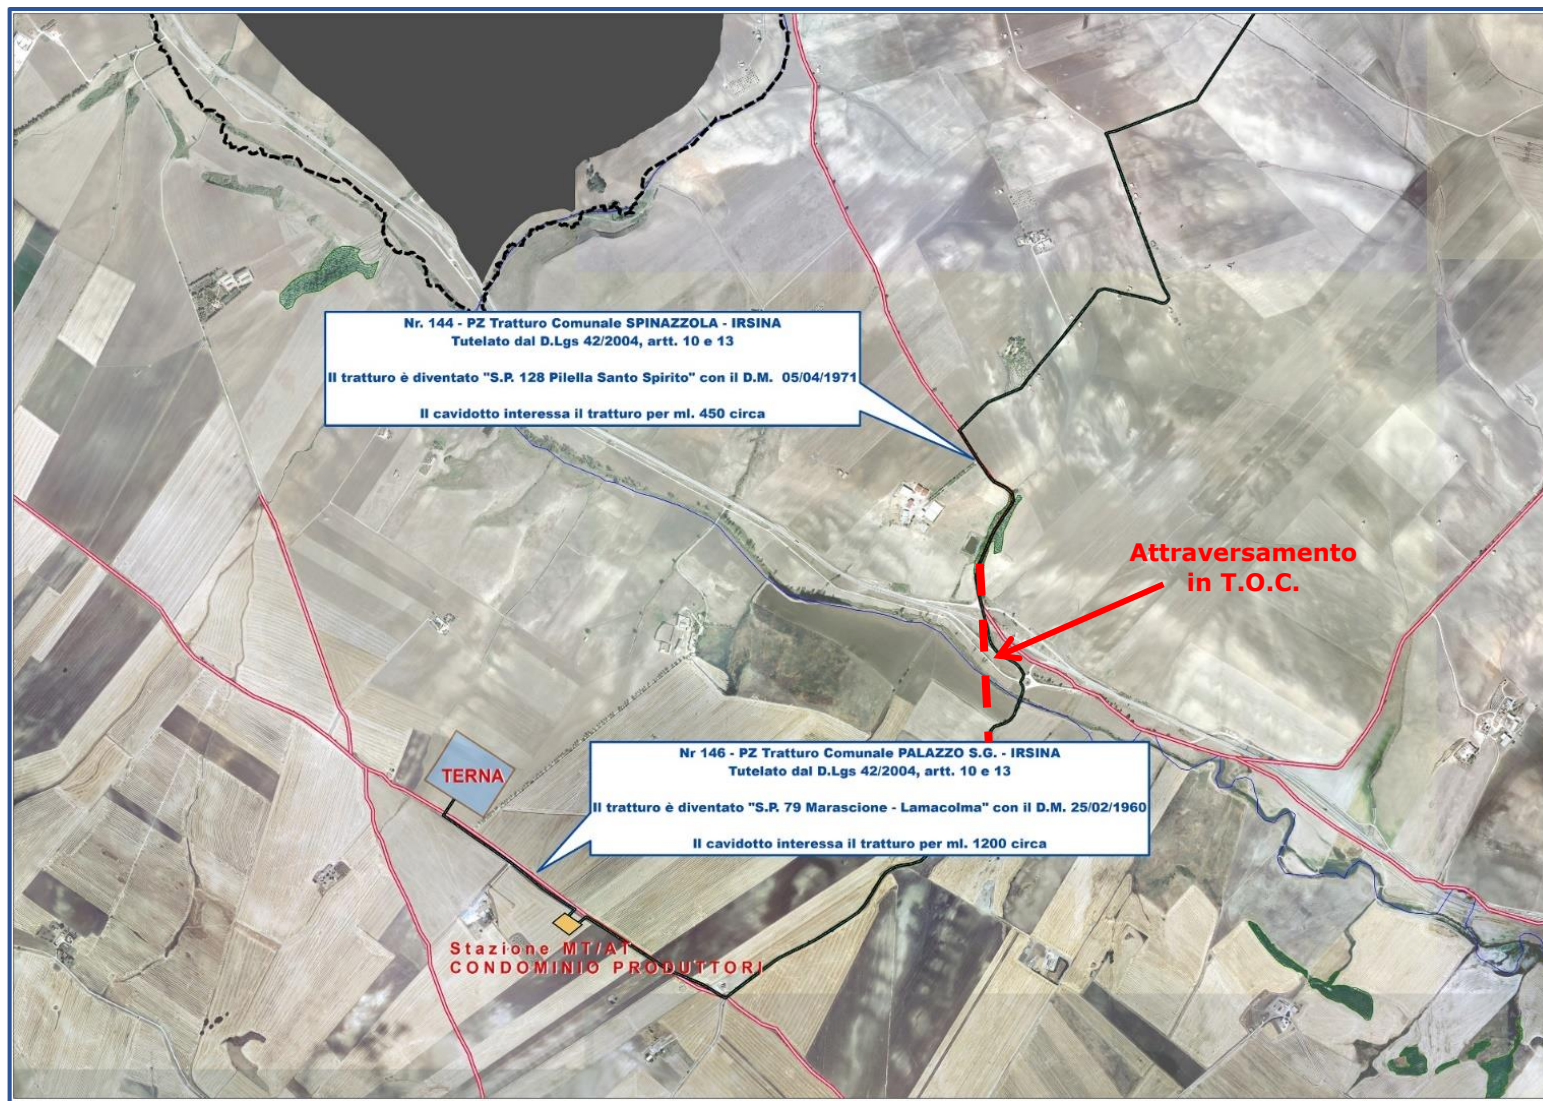 Nr. 144 - PZ Tratturo Comunale SPINAZZOLA - IRSINA
Tutelato dal D.Lgs 42/2004, artt. 10 e 13
Il tratturo è diventato "S.P. 128 Pilella Santo Spirito" con il D.M. 05/04/1971
Il cavidotto interessa il tratturo per ml. 450 circa
Attraversamento
in T.O.C.
Nr 146 - PZ Tratturo Comunale PALAZZO S.G. - IRSINA
Tutelato dal D.Lgs 42/2004, artt. 10 e 13
Il tratturo è diventato "S.P. 79 Marascione - Lamacolma" con il D.M. 25/02/1960
Il cavidotto interessa il tratturo per ml. 1200 circa
TERNA
Stazione MT/AT
CONDOMINIO PRODUTTORI